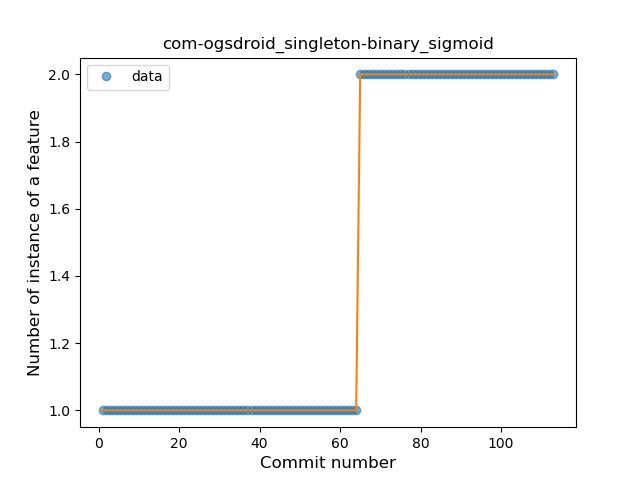 com-ogsdroid_singleton-binary_sigmoid
data
Number of instance of a feature
2.0
1.8
1.6
1.4
1.2
1.0
0 20 40 60 80 100
Commit number